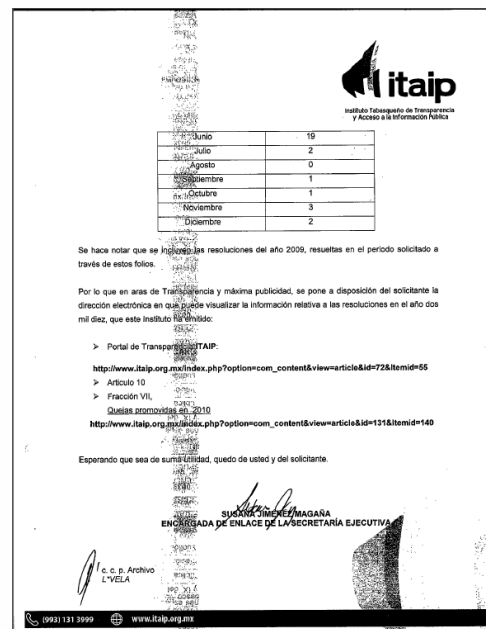 itaip
Instituto Tabasqueño de Transparencia
y Acceso a la Información Pública
Junio 19
Julio 2
Agosto 0
Septiembre 1
Octubre 1
Noviembre 3
Diciembre 2
Se hace notar que se incluyen las resoluciones del año 2009, resueltas en el periodo solicitado a
través de estos folios.
Por lo que en aras de Transparencia y máxima publicidad, se pone a disposición del solicitante la
dirección electrónica en que puede visualizar la información relativa a las resoluciones en el año dos
mil diez, que este Instituto ha emitido:
➢ Portal de Transparencia ITAIP:
http://www.itaip.org.mx/index.php?option=com_content&view=article&id=72&Itemid=55
➢ Articulo 10
➢ Fracción VII,
Quejas promovidas en 2010
http://www.itaip.org.mx/index.php?option=com_content&view=article&id=131&Itemid=140
Esperando que sea de suma utilidad, quedo de usted y del solicitante.
SUSANA JIMÉNEZ MAGAÑA
ENCARGADA DE ENLACE DE LA SECRETARÍA EJECUTIVA
c. c. p. Archivo
L*VELA
(993) 131 3999 www.itaip.org.mx